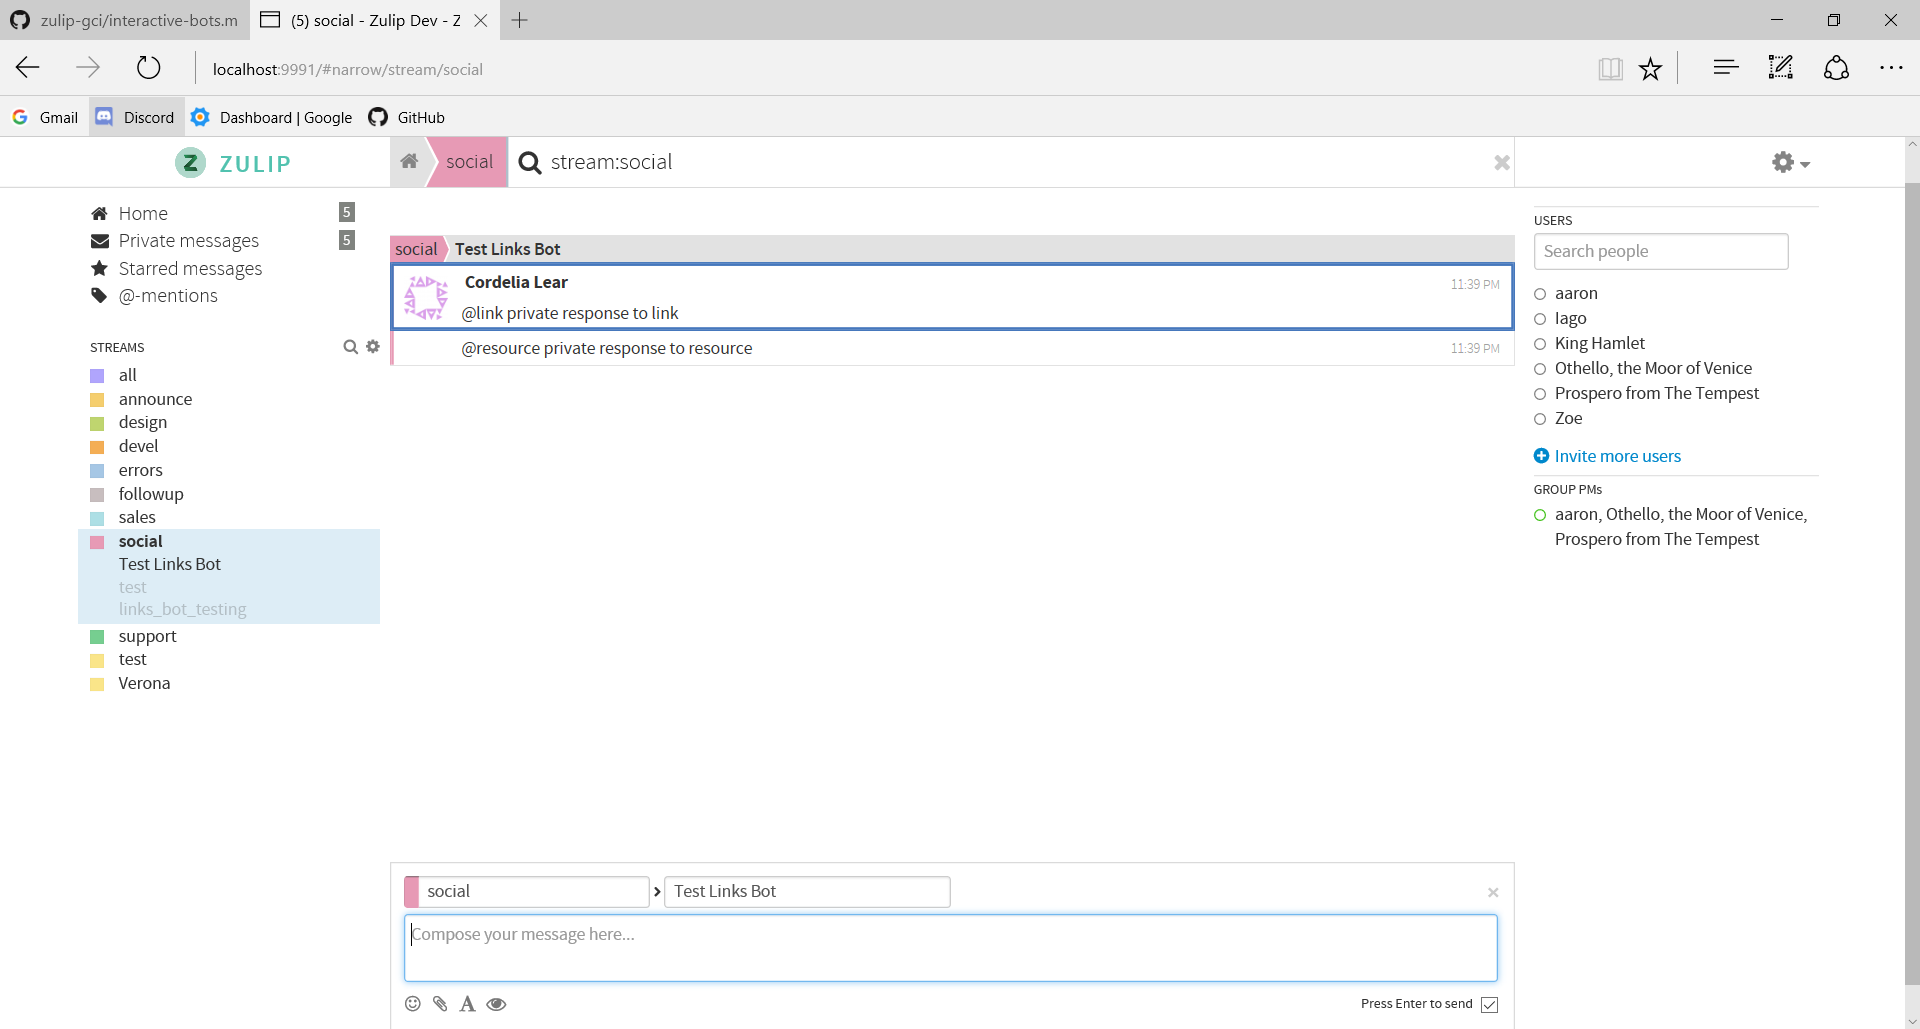 zulip-gci/interactive-bots.m
(5) social - Zulip Dev - Z
localhost:9991/#narrow/stream/social
Gmail
Discord
Dashboard | Google
GitHub
Z ZULIP
social
stream:social
Home 5
Private messages 5
Starred messages
@-mentions
STREAMS
all
announce
design
devel
errors
followup
sales
social
Test Links Bot
test
links_bot_testing
support
test
Verona
social Test Links Bot
Cordelia Lear 11:39 PM
@link private response to link
@resource private response to resource 11:39 PM
social > Test Links Bot
Compose your message here...
Press Enter to send
USERS
Search people
aaron
Iago
King Hamlet
Othello, the Moor of Venice
Prospero from The Tempest
Zoe
Invite more users
GROUP PMs
aaron, Othello, the Moor of Venice,
Prospero from The Tempest